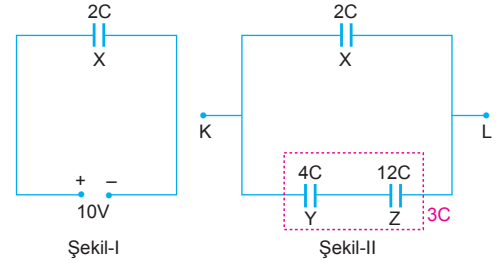 2C
X
+ –
10V
Şekil-I
2C
X
K
L
4C 12C
Y Z
3C
Şekil-II